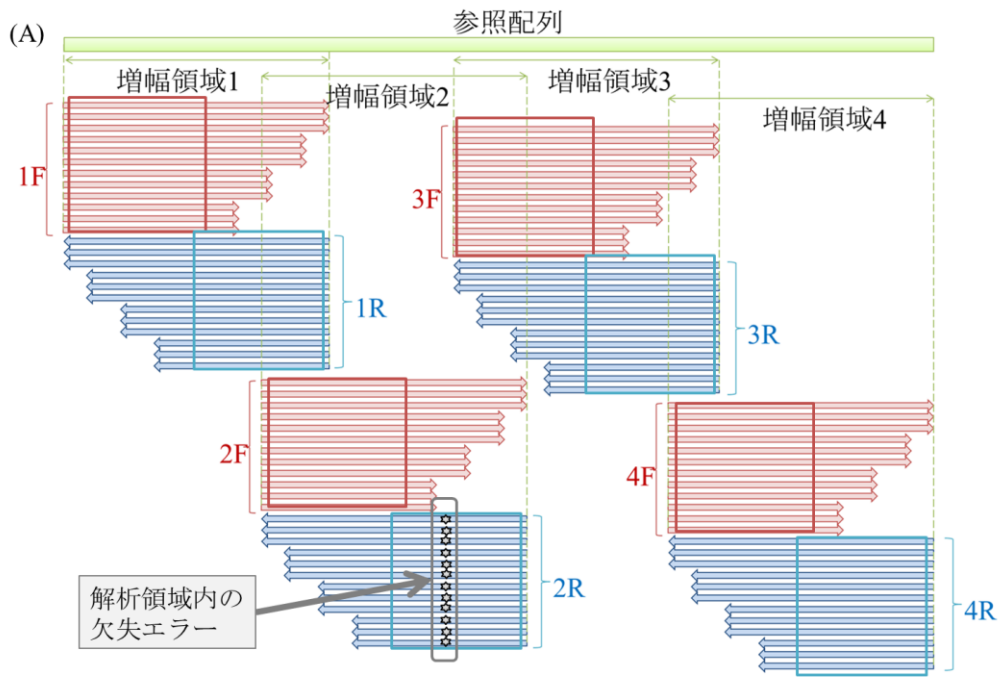 (A)
参照配列
増幅領域1
増幅領域2
増幅領域3
増幅領域4
1F
3F
1R
3R
2F
4F
2R
4R
解析領域内の
欠失エラー